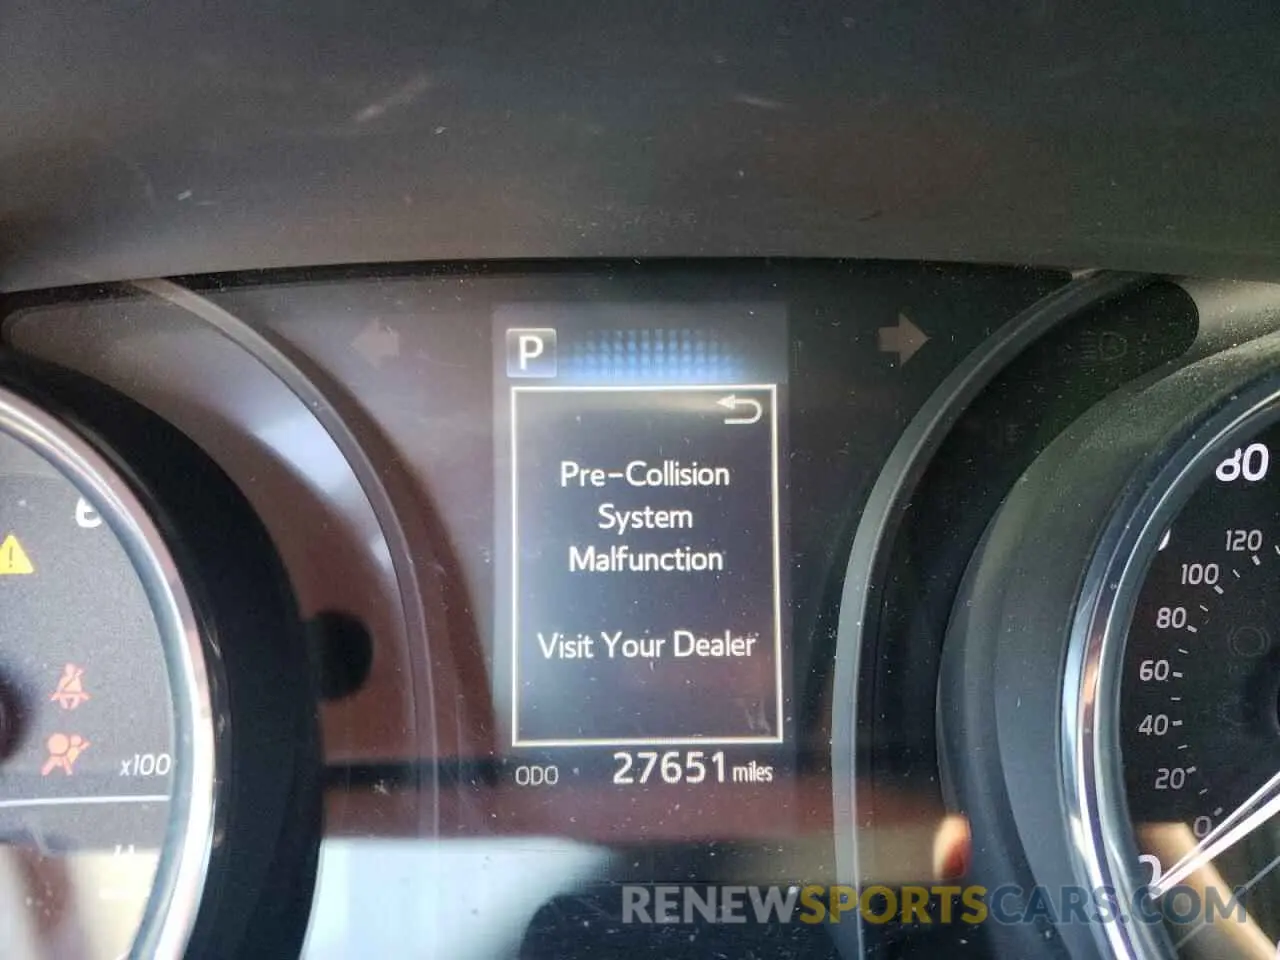 P
Pre-Collision
System
Malfunction
Visit Your Dealer
ODO 27651 miles
x100
80
120
100
80
60
40
20
0
RENEWSPORTSCARS.COM